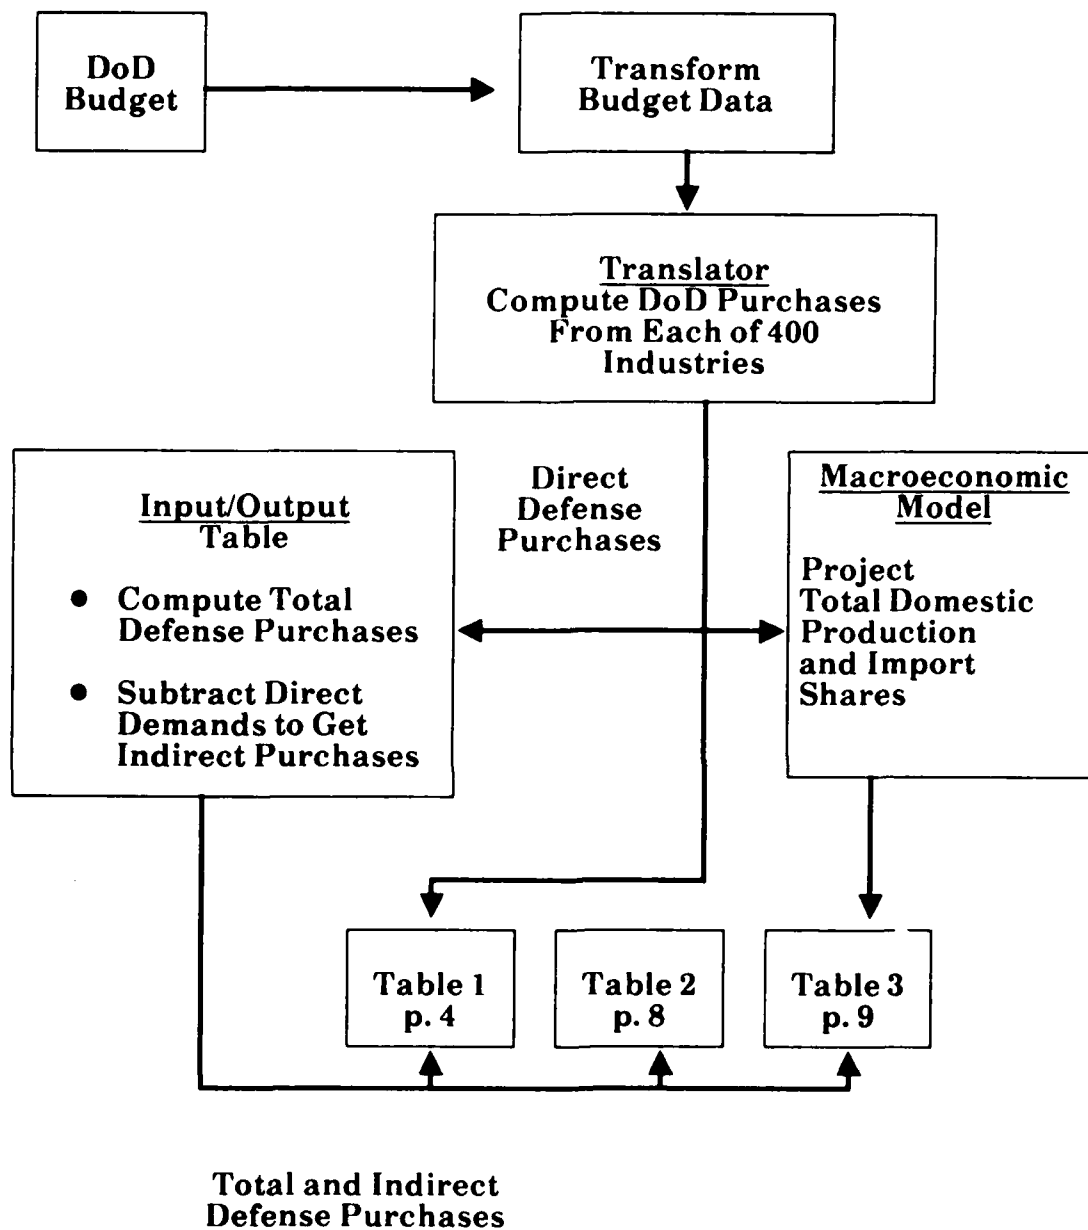 DoD
Budget
Transform
Budget Data
Translator
Compute DoD Purchases
From Each of 400
Industries
Input/Output
Table
● Compute Total
Defense Purchases
● Subtract Direct
Demands to Get
Indirect Purchases
Direct
Defense
Purchases
Macroeconomic
Model
Project
Total Domestic
Production
and Import
Shares
Table 1
p. 4
Table 2
p. 8
Table 3
p. 9
Total and Indirect
Defense Purchases